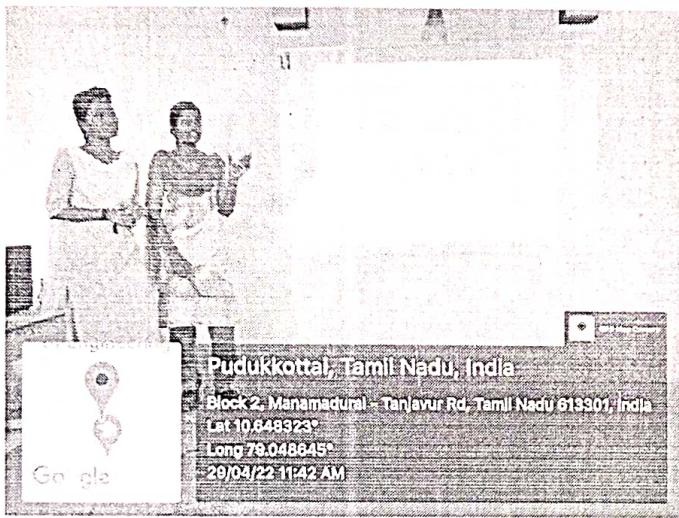 Pudukkottai, Tamil Nadu, India
Block 2, Manamadurai - Tanjavur Rd, Tamil Nadu 613301, India
Lat 10.648323°
Long 79.048645°
29/04/22 11:42 AM
Google